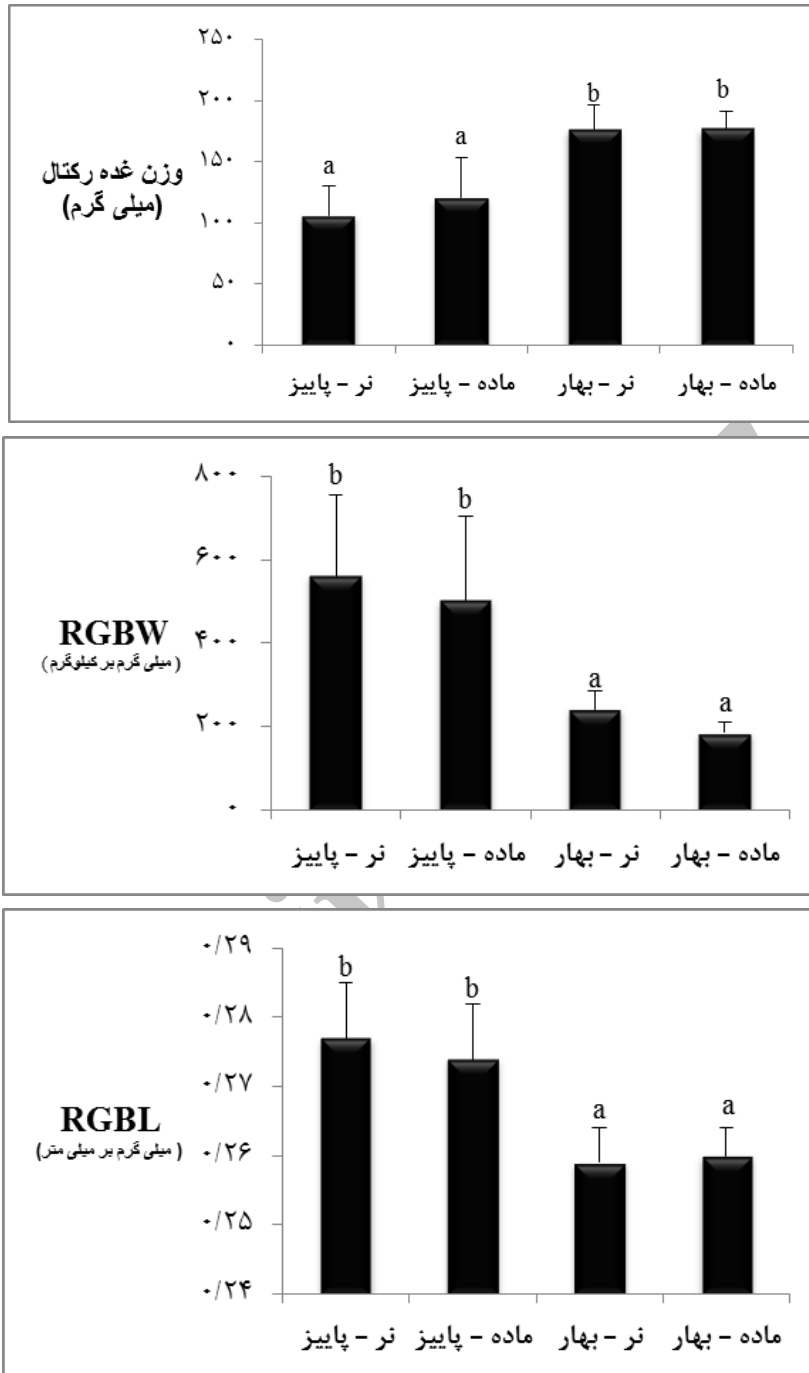 ۲۵۰
۲۰۰
۱۵۰
۱۰۰
۵۰
۰
وزن غده رکتال
(میلی گرم)
a a b b
نر - پاییز ماده - پاییز نر - بهار ماده - بهار
۸۰۰
۶۰۰
۴۰۰
۲۰۰
۰
RGBW
(میلی گرم بر کیلوگرم)
b b a a
نر - پاییز ماده - پاییز نر - بهار ماده - بهار
۰/۲۹
۰/۲۸
۰/۲۷
۰/۲۶
۰/۲۵
۰/۲۴
RGBL
(میلی گرم بر میلی متر)
b b a a
نر - پاییز ماده - پاییز نر - بهار ماده - بهار